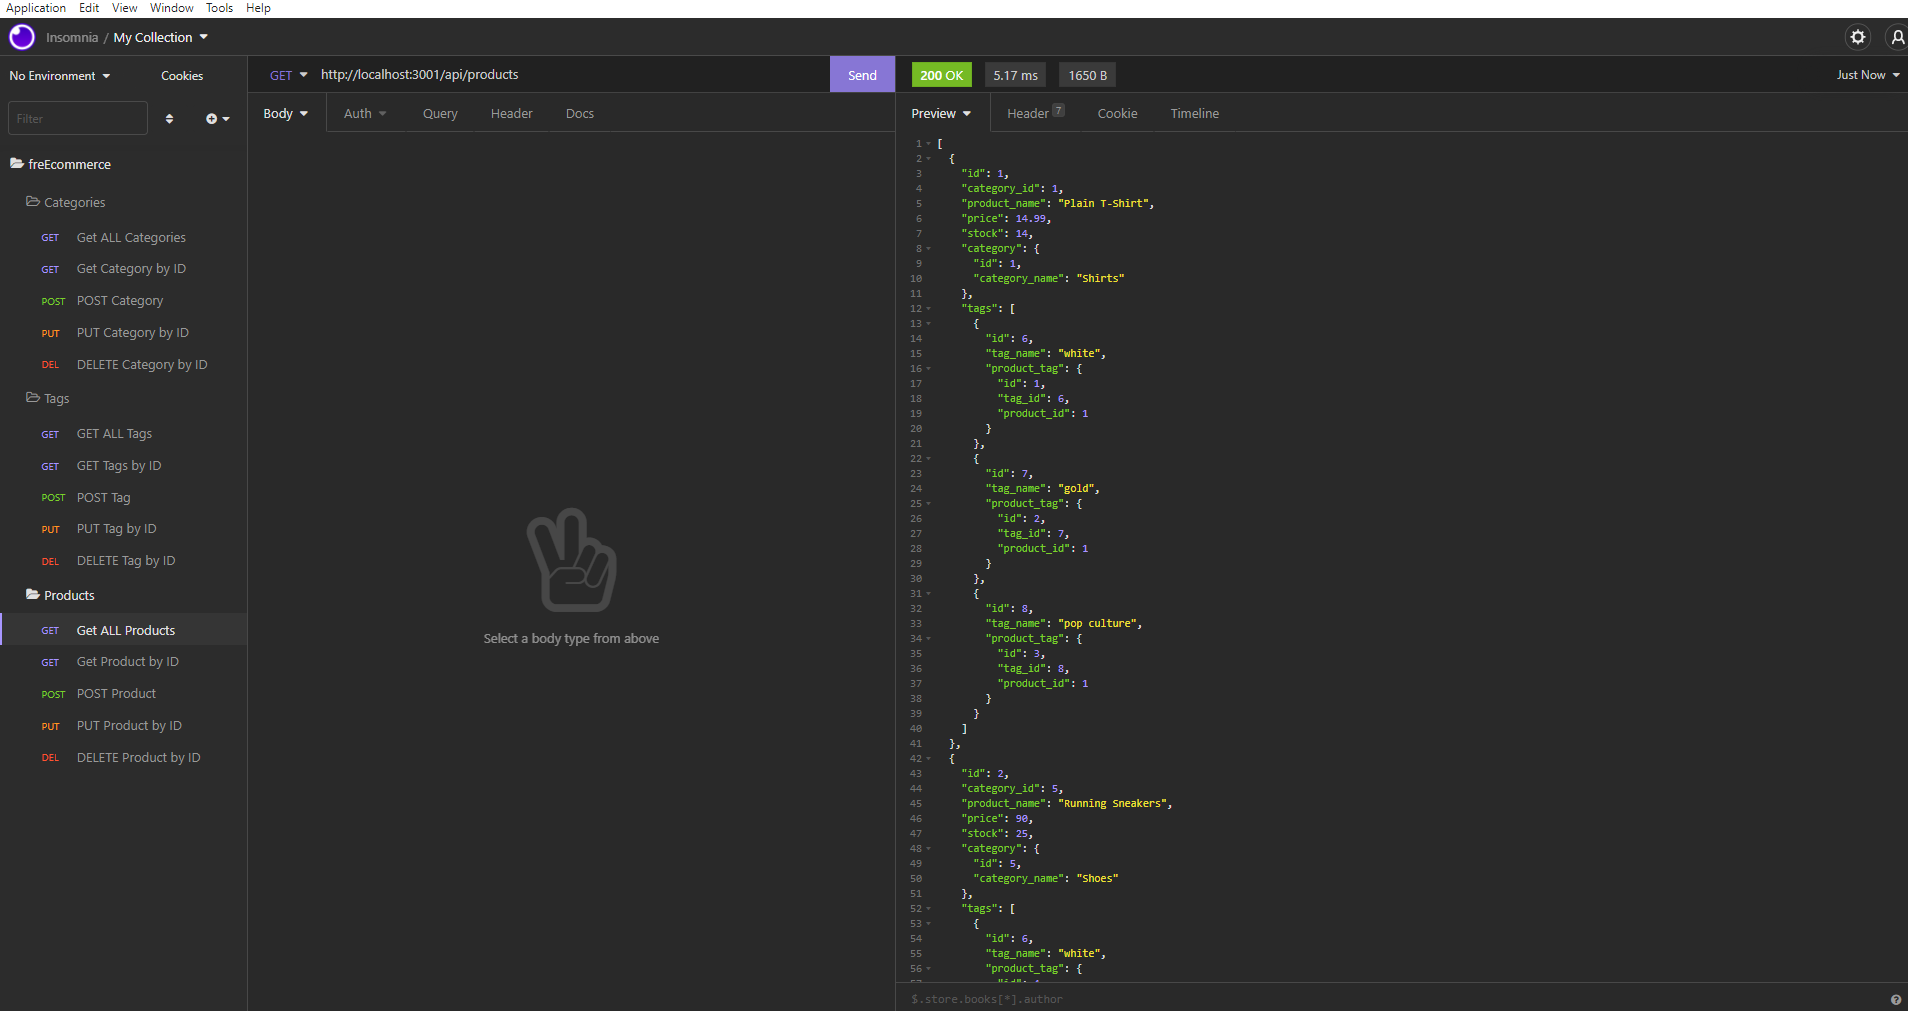 Application Edit View Window Tools Help
Insomnia / My Collection
No Environment Cookies
Filter
freEcommerce
Categories
GET Get ALL Categories
GET Get Category by ID
POST POST Category
PUT PUT Category by ID
DEL DELETE Category by ID
Tags
GET GET ALL Tags
GET GET Tags by ID
POST POST Tag
PUT PUT Tag by ID
DEL DELETE Tag by ID
Products
GET Get ALL Products
GET Get Product by ID
POST POST Product
PUT PUT Product by ID
DEL DELETE Product by ID
GET http://localhost:3001/api/products Send
Body Auth Query Header Docs
Select a body type from above
200 OK 5.17 ms 1650 B Just Now
Preview Header 7 Cookie Timeline
1 [
2 {
3 "id": 1,
4 "category_id": 1,
5 "product_name": "Plain T-Shirt",
6 "price": 14.99,
7 "stock": 14,
8 "category": {
9 "id": 1,
10 "category_name": "Shirts"
11 },
12 "tags": [
13 {
14 "id": 6,
15 "tag_name": "white",
16 "product_tag": {
17 "id": 1,
18 "tag_id": 6,
19 "product_id": 1
20 }
21 },
22 {
23 "id": 7,
24 "tag_name": "gold",
25 "product_tag": {
26 "id": 2,
27 "tag_id": 7,
28 "product_id": 1
29 }
30 },
31 {
32 "id": 8,
33 "tag_name": "pop culture",
34 "product_tag": {
35 "id": 3,
36 "tag_id": 8,
37 "product_id": 1
38 }
39 }
40 ]
41 },
42 {
43 "id": 2,
44 "category_id": 5,
45 "product_name": "Running Sneakers",
46 "price": 90,
47 "stock": 25,
48 "category": {
49 "id": 5,
50 "category_name": "Shoes"
51 },
52 "tags": [
53 {
54 "id": 6,
55 "tag_name": "white",
56 "product_tag": {
$.store.books[*].author